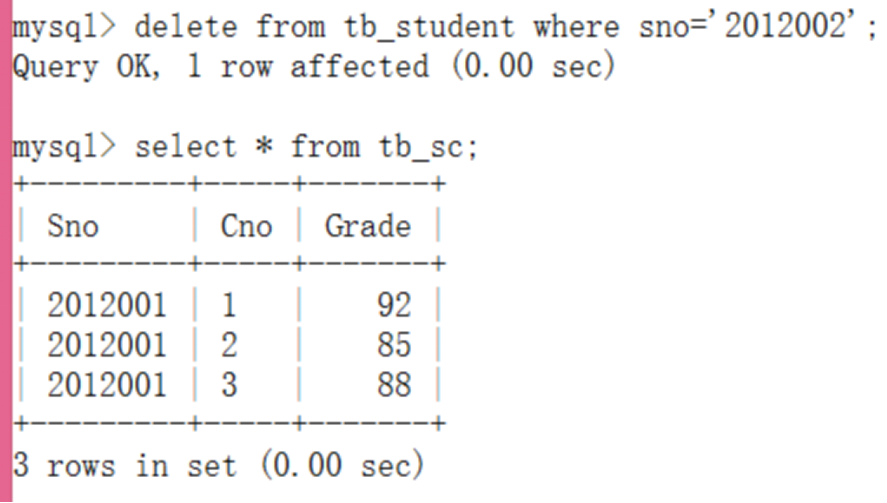 mysql> delete from tb_student where sno='2012002';
Query OK, 1 row affected (0.00 sec)
mysql> select * from tb_sc;
+---------+-----+-------+
| Sno     | Cno | Grade |
+---------+-----+-------+
| 2012001 | 1   |    92 |
| 2012001 | 2   |    85 |
| 2012001 | 3   |    88 |
+---------+-----+-------+
3 rows in set (0.00 sec)